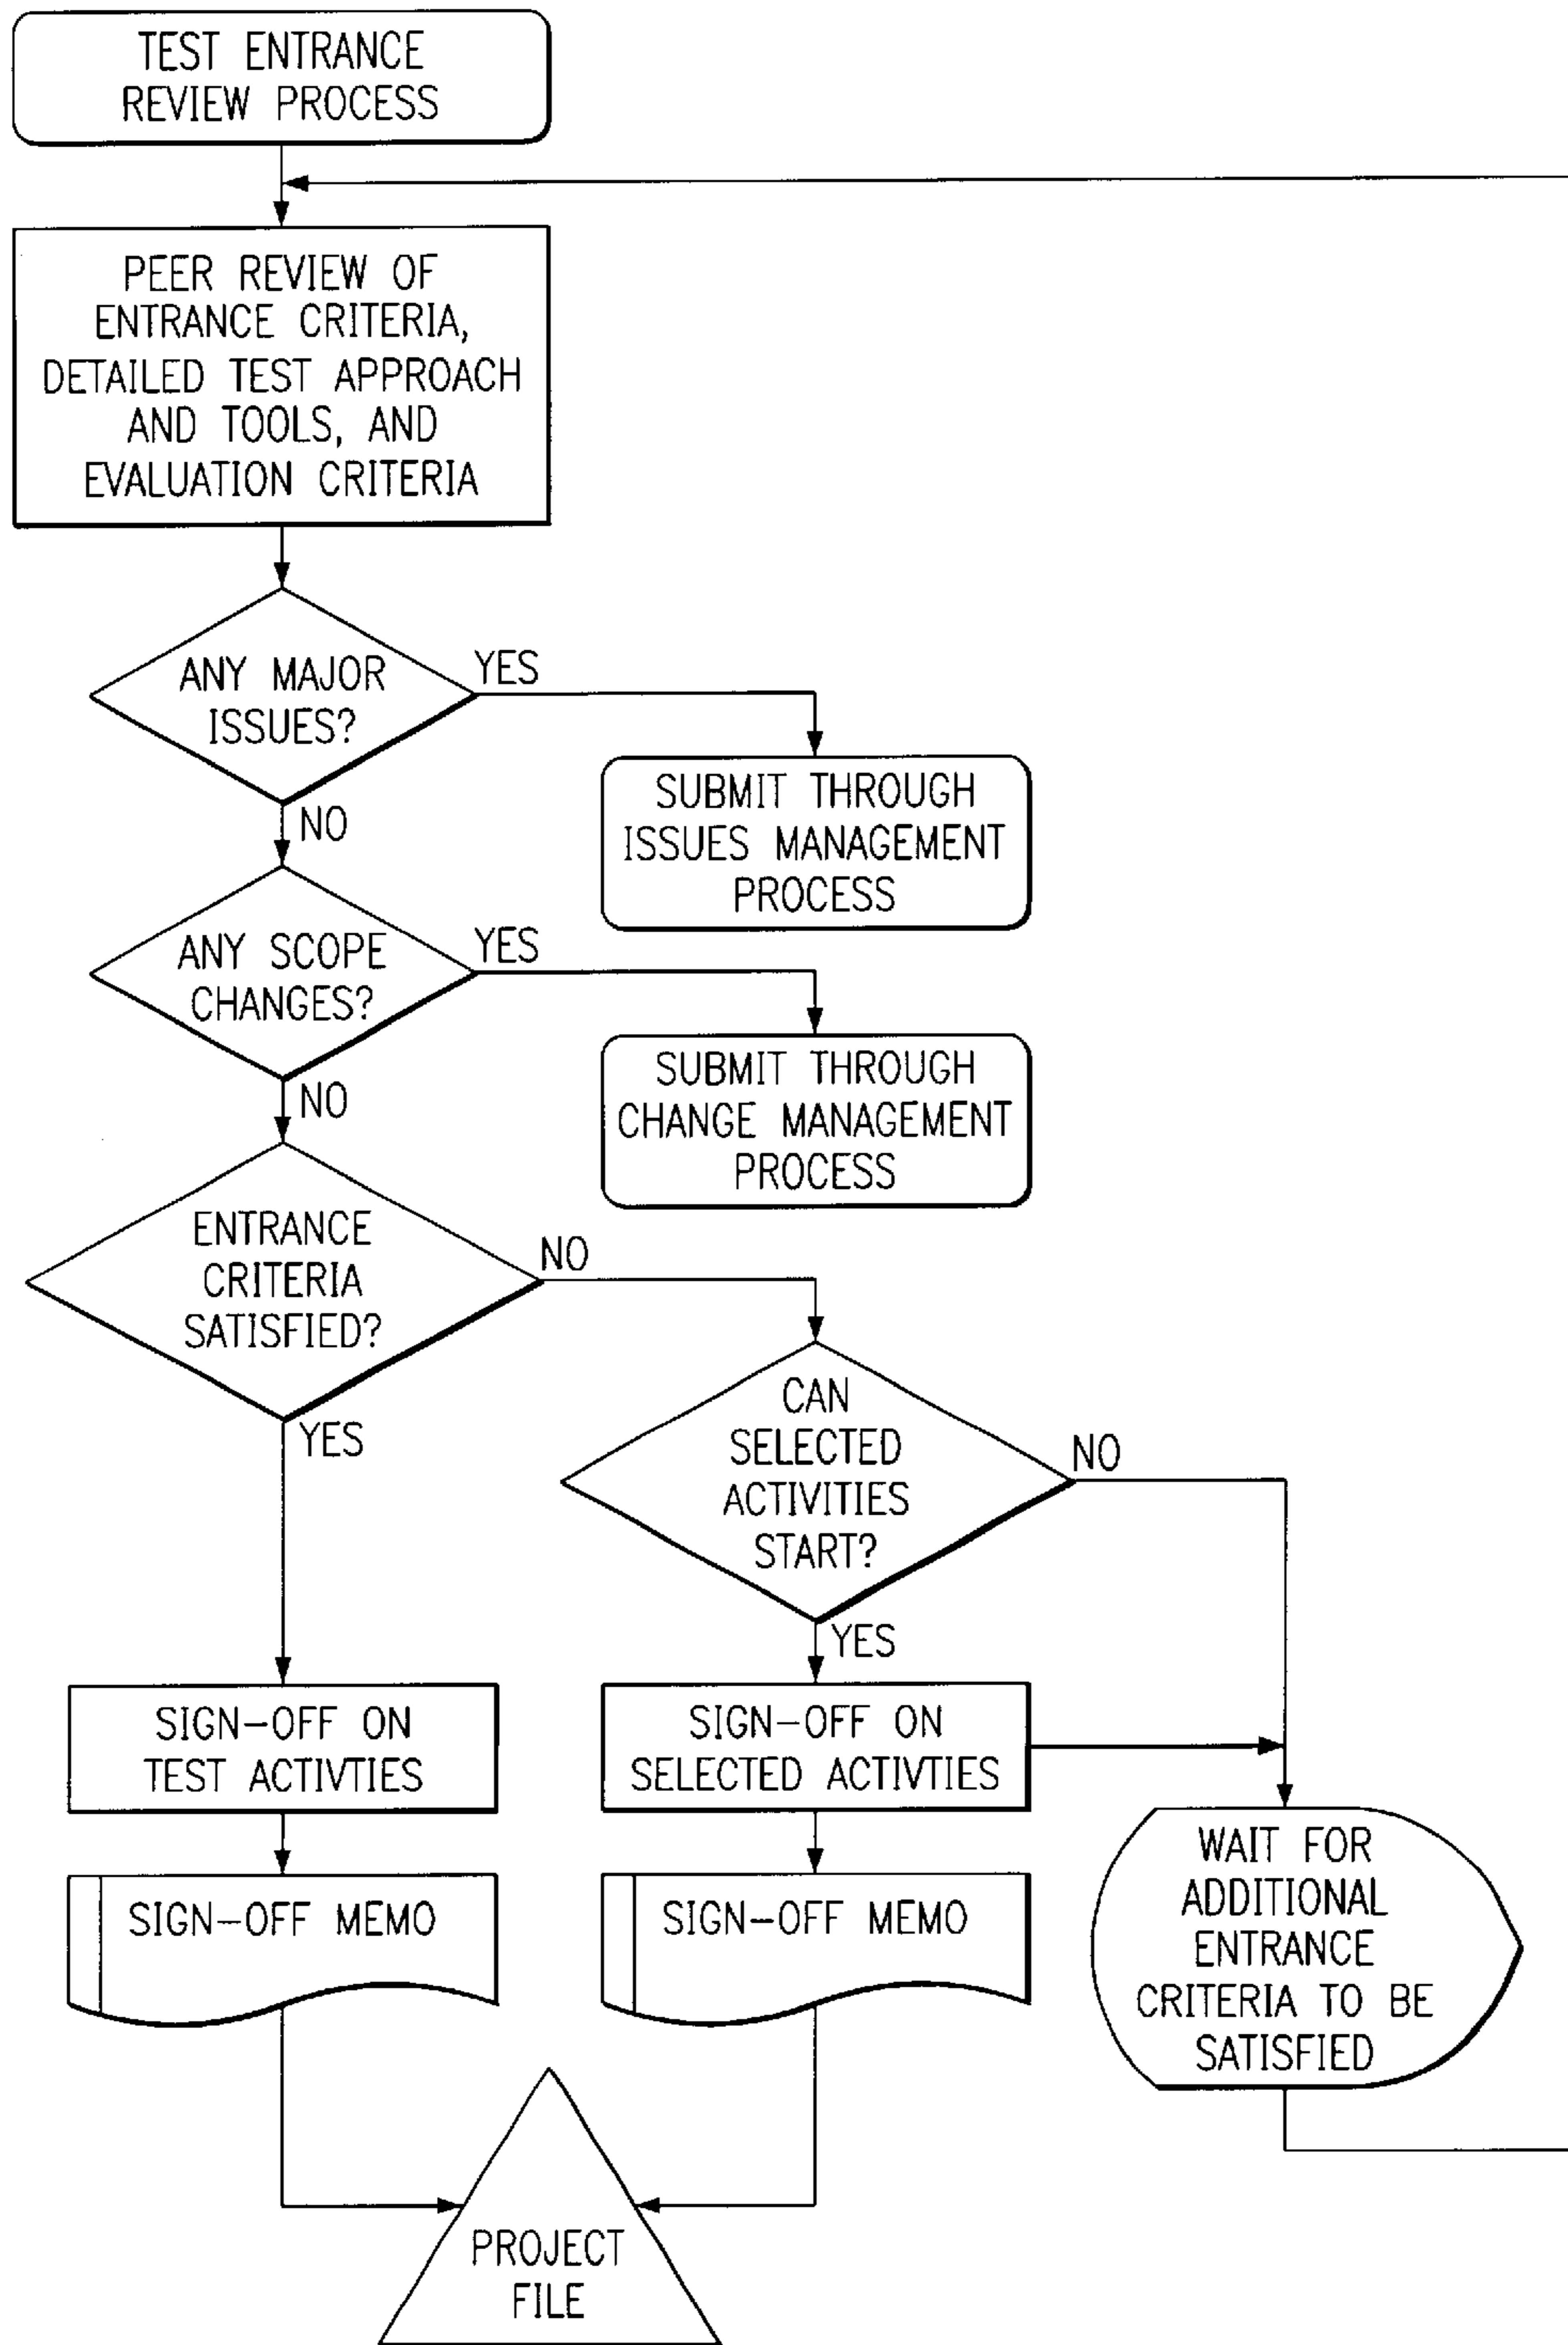 TEST ENTRANCE
REVIEW PROCESS
PEER REVIEW OF
ENTRANCE CRITERIA,
DETAILED TEST APPROACH
AND TOOLS, AND
EVALUATION CRITERIA
ANY MAJOR
ISSUES?
YES
NO
SUBMIT THROUGH
ISSUES MANAGEMENT
PROCESS
ANY SCOPE
CHANGES?
YES
NO
SUBMIT THROUGH
CHANGE MANAGEMENT
PROCESS
ENTRANCE
CRITERIA
SATISFIED?
NO
YES
CAN
SELECTED
ACTIVITIES
START?
NO
YES
SIGN-OFF ON
TEST ACTIVTIES
SIGN-OFF ON
SELECTED ACTIVTIES
SIGN-OFF MEMO
SIGN-OFF MEMO
WAIT FOR
ADDITIONAL
ENTRANCE
CRITERIA TO BE
SATISFIED
PROJECT
FILE